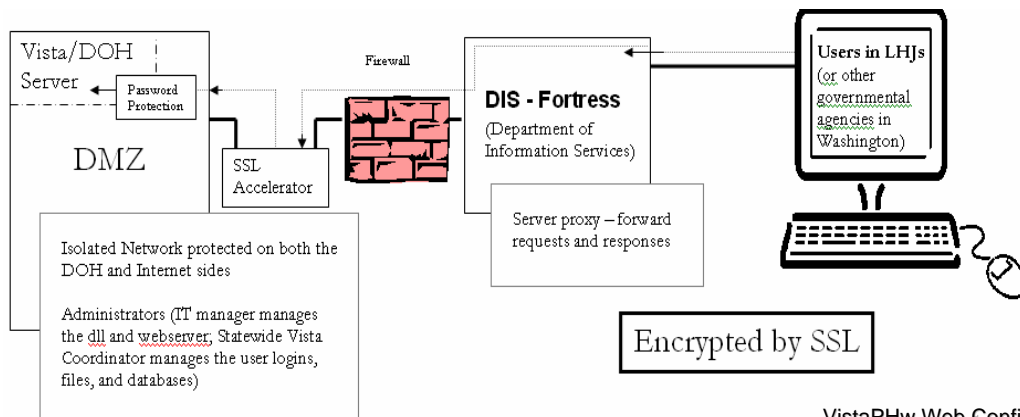 Vista/DOH
Server
Password
Protection
DMZ
SSL
Accelerator
Firewall
DIS - Fortress
(Department of
Information Services)
Server proxy – forward
requests and responses
Users in LHJs
(or other
governmental
agencies in
Washington)
Isolated Network protected on both the
DOH and Internet sides
Administrators (IT manager manages
the dll and webserver; Statewide Vista
Coordinator manages the user logins,
files, and databases)
Encrypted by SSL